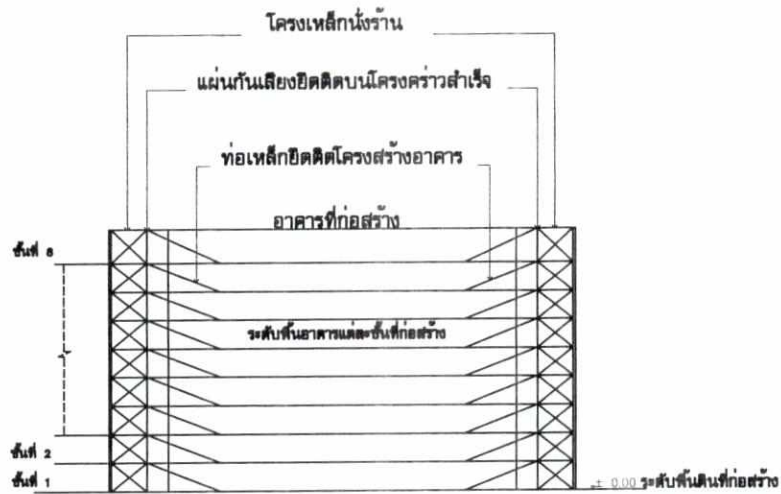 โครงเหล็กนั่งร้าน
แผ่นกันเสียงยึดติดบนโครงคร่าวสำเร็จ
ท่อเหล็กยึดติดโครงสร้างอาคาร
อาคารที่ก่อสร้าง
ชั้นที่ 8
ระดับพื้นอาคารแต่ละชั้นที่ก่อสร้าง
ชั้นที่ 2
ชั้นที่ 1
± 0.00 ระดับพื้นดินที่ก่อสร้าง